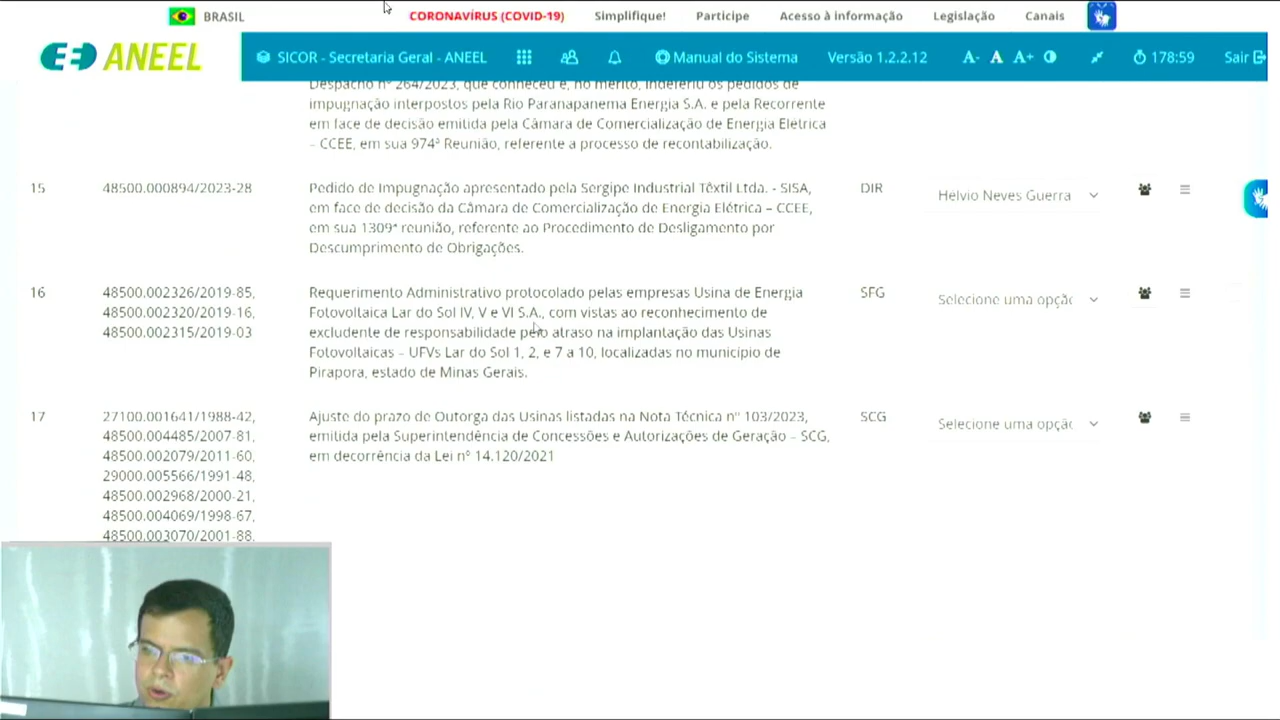 BRASIL
CORONAVÍRUS (COVID-19)
Simplifique!
Participe
Acesso à informação
Legislação
Canais
ANEEL
SICOR - Secretaria Geral - ANEEL
Manual do Sistema
Versão 1.2.2.12
A-
A
A+
178:59
Sair
Despacho nº 264/2023, que conheceu e, no mérito, indeferiu os pedidos de
impugnação interpostos pela Rio Paranapanema Energia S.A. e pela Recorrente
em face de decisão emitida pela Câmara de Comercialização de Energia Elétrica
– CCEE, em sua 974ª Reunião, referente a processo de recontabilização.
15
48500.000894/2023-28
Pedido de Impugnação apresentado pela Sergipe Industrial Têxtil Ltda. - SISA,
em face de decisão da Câmara de Comercialização de Energia Elétrica – CCEE,
em sua 1309ª reunião, referente ao Procedimento de Desligamento por
Descumprimento de Obrigações.
DIR
Hélvio Neves Guerra
16
48500.002326/2019-85,
48500.002320/2019-16,
48500.002315/2019-03
Requerimento Administrativo protocolado pelas empresas Usina de Energia
Fotovoltaica Lar do Sol IV, V e VI S.A., com vistas ao reconhecimento de
excludente de responsabilidade pelo atraso na implantação das Usinas
Fotovoltaicas – UFVs Lar do Sol 1, 2, e 7 a 10, localizadas no município de
Pirapora, estado de Minas Gerais.
SFG
Selecione uma opçã
17
27100.001641/1988-42,
48500.004485/2007-81,
48500.002079/2011-60,
29000.005566/1991-48,
48500.002968/2000-21,
48500.004069/1998-67,
48500.003070/2001-88,
Ajuste do prazo de Outorga das Usinas listadas na Nota Técnica nº 103/2023,
emitida pela Superintendência de Concessões e Autorizações de Geração – SCG,
em decorrência da Lei nº 14.120/2021
SCG
Selecione uma opçã